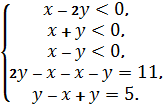 x – 2y < 0,
x + y < 0,
x – y < 0,
2y – x – x – y = 11,
y – x + y = 5.